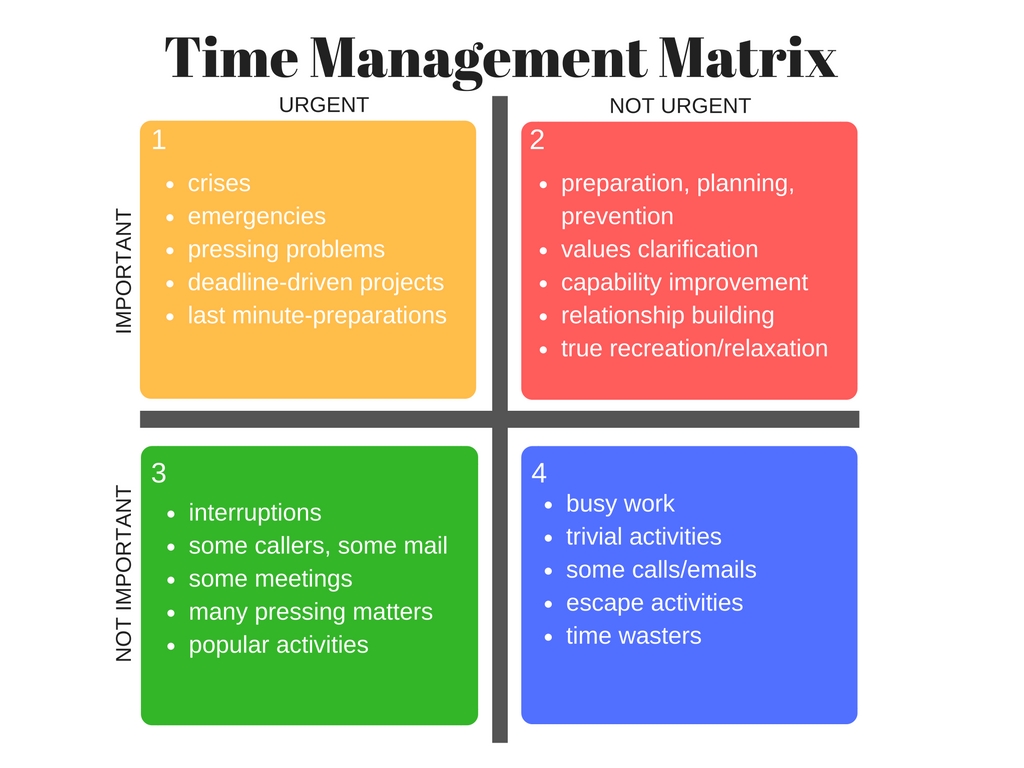 Time Management Matrix
URGENT
NOT URGENT
IMPORTANT
1
• crises
• emergencies
• pressing problems
• deadline-driven projects
• last minute-preparations
2
• preparation, planning,
prevention
• values clarification
• capability improvement
• relationship building
• true recreation/relaxation
NOT IMPORTANT
3
• interruptions
• some callers, some mail
• some meetings
• many pressing matters
• popular activities
4
• busy work
• trivial activities
• some calls/emails
• escape activities
• time wasters